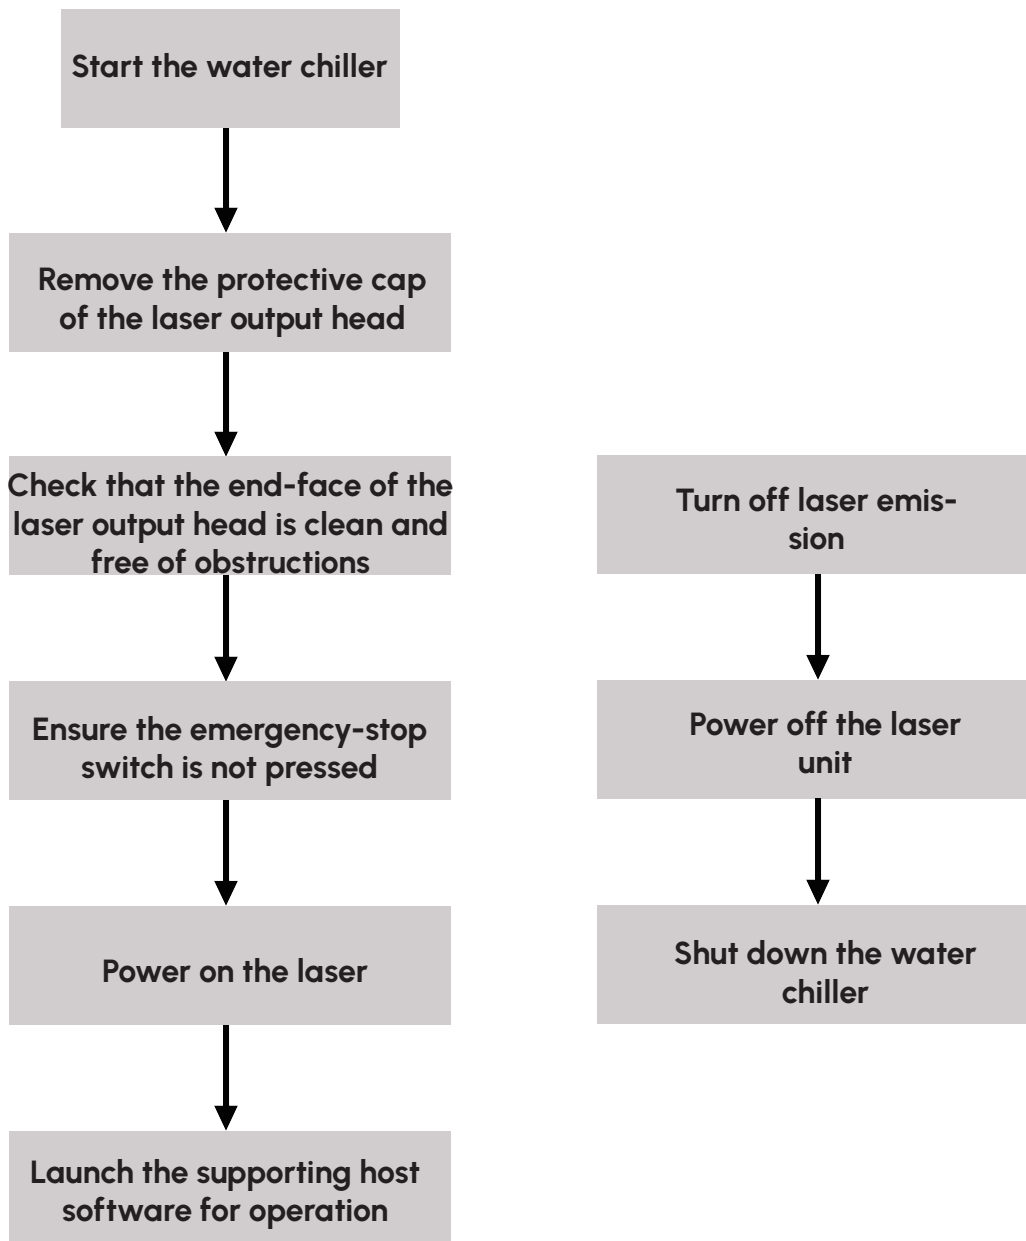 Start the water chiller
Remove the protective cap
of the laser output head
Check that the end-face of the
laser output head is clean and
free of obstructions
Ensure the emergency-stop
switch is not pressed
Power on the laser
Launch the supporting host
software for operation
Turn off laser emis-
sion
Power off the laser
unit
Shut down the water
chiller